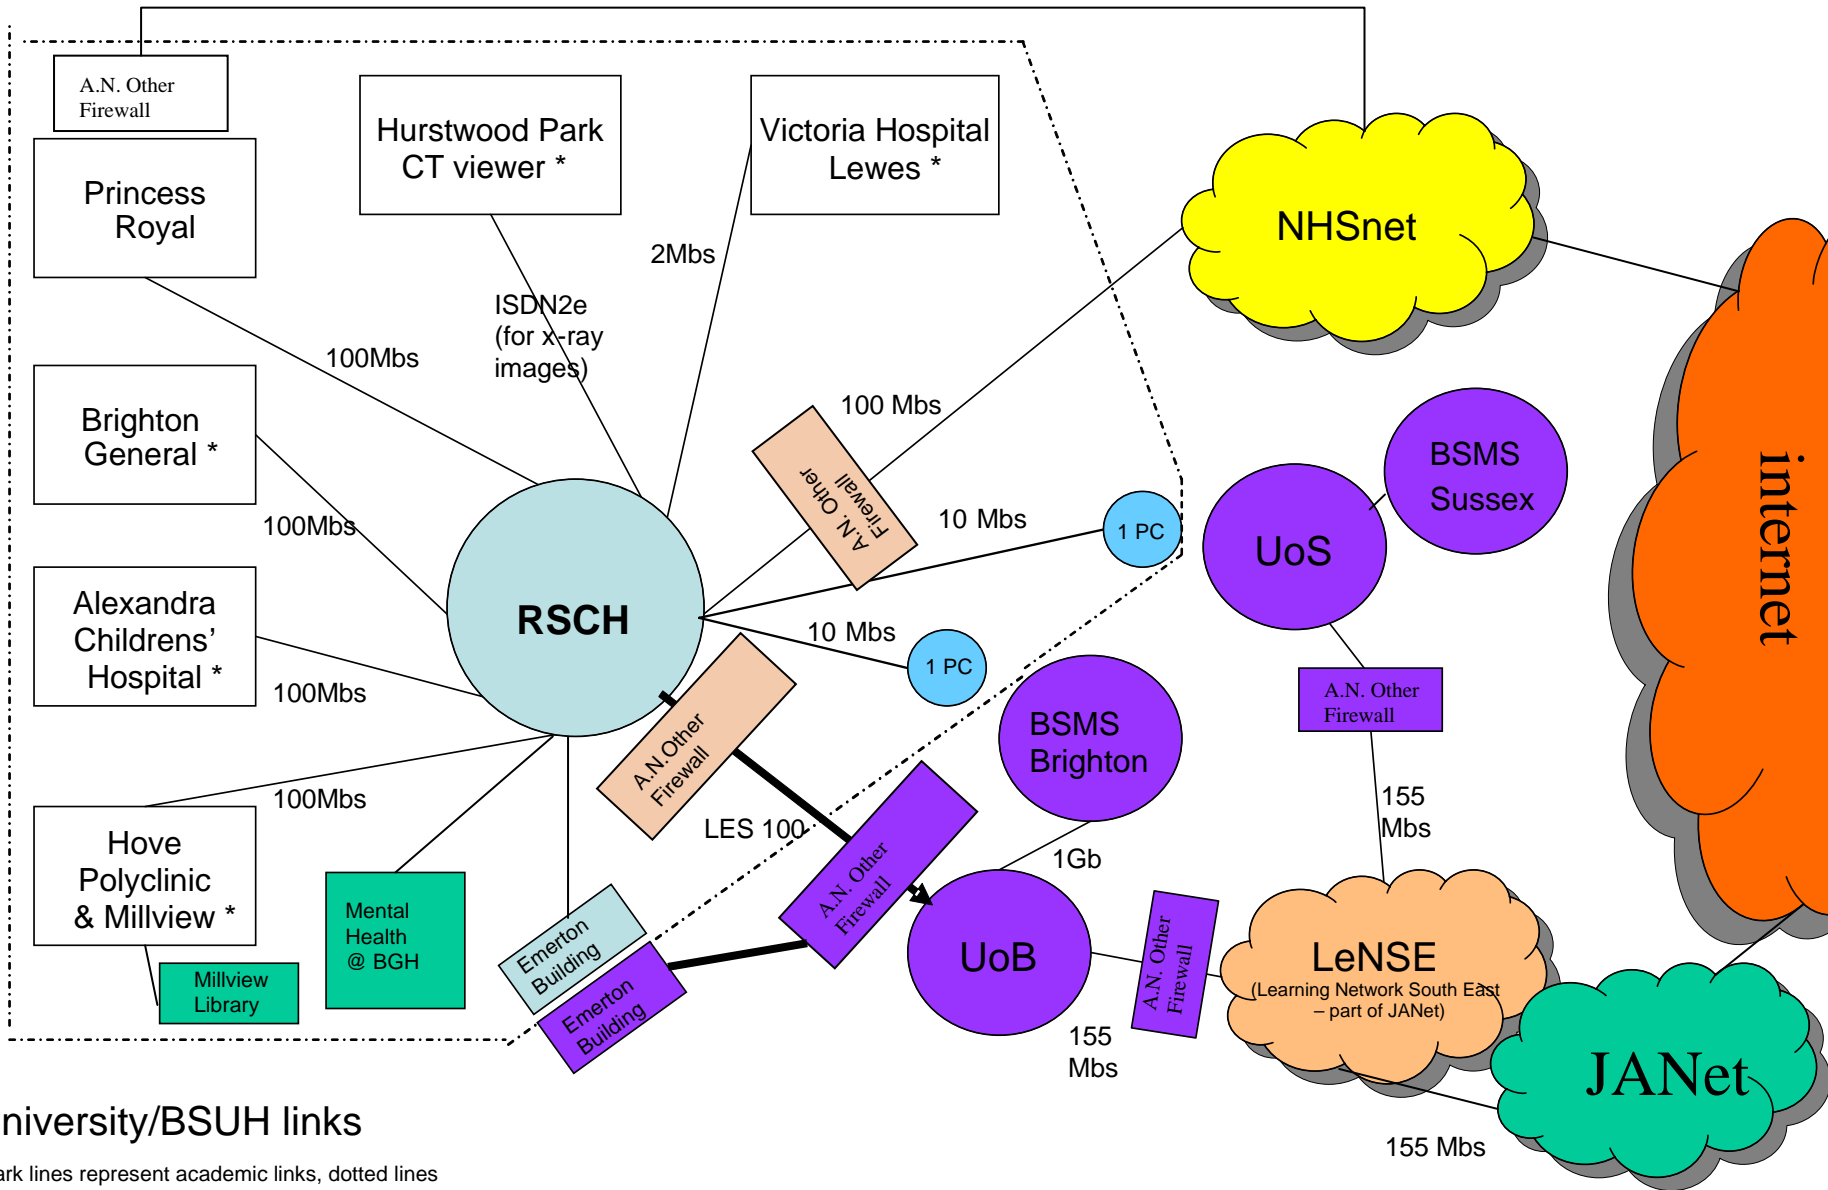 A.N. Other
Firewall
Princess
Royal
Hurstwood Park
CT viewer *
Victoria Hospital
Lewes *
NHSnet
2Mbs
ISDN2e
(for x-ray
images)
100Mbs
100 Mbs
Brighton
General *
100Mbs
A.N. Other
Firewall
10 Mbs
1 PC
UoS
BSMS
Sussex
internet
Alexandra
Childrens’
Hospital *
100Mbs
RSCH
10 Mbs
1 PC
A.N. Other
Firewall
BSMS
Brighton
A.N. Other
Firewall
155
Mbs
100Mbs
Hove
Polyclinic
& Millview *
Millview
Library
Mental
Health
@ BGH
LES 100
A.N. Other
Firewall
1Gb
Emerton
Building
Emerton
Building
UoB
A.N. Other
Firewall
155
Mbs
LeNSE
(Learning Network South East
– part of JANet)
JANet
155 Mbs
niversity/BSUH links
ark lines represent academic links, dotted lines